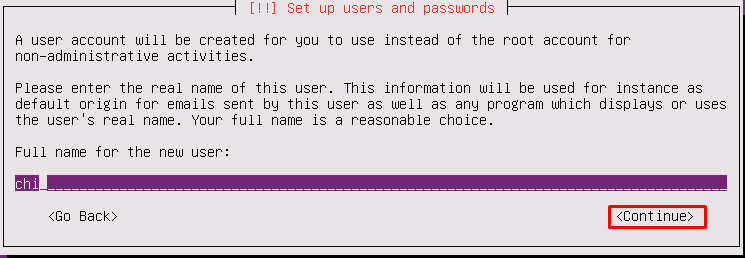 [!!] Set up users and passwords
A user account will be created for you to use instead of the root account for
non-administrative activities.
Please enter the real name of this user. This information will be used for instance as
default origin for emails sent by this user as well as any program which displays or uses
the user's real name. Your full name is a reasonable choice.
Full name for the new user:
chi
<Go Back> <Continue>